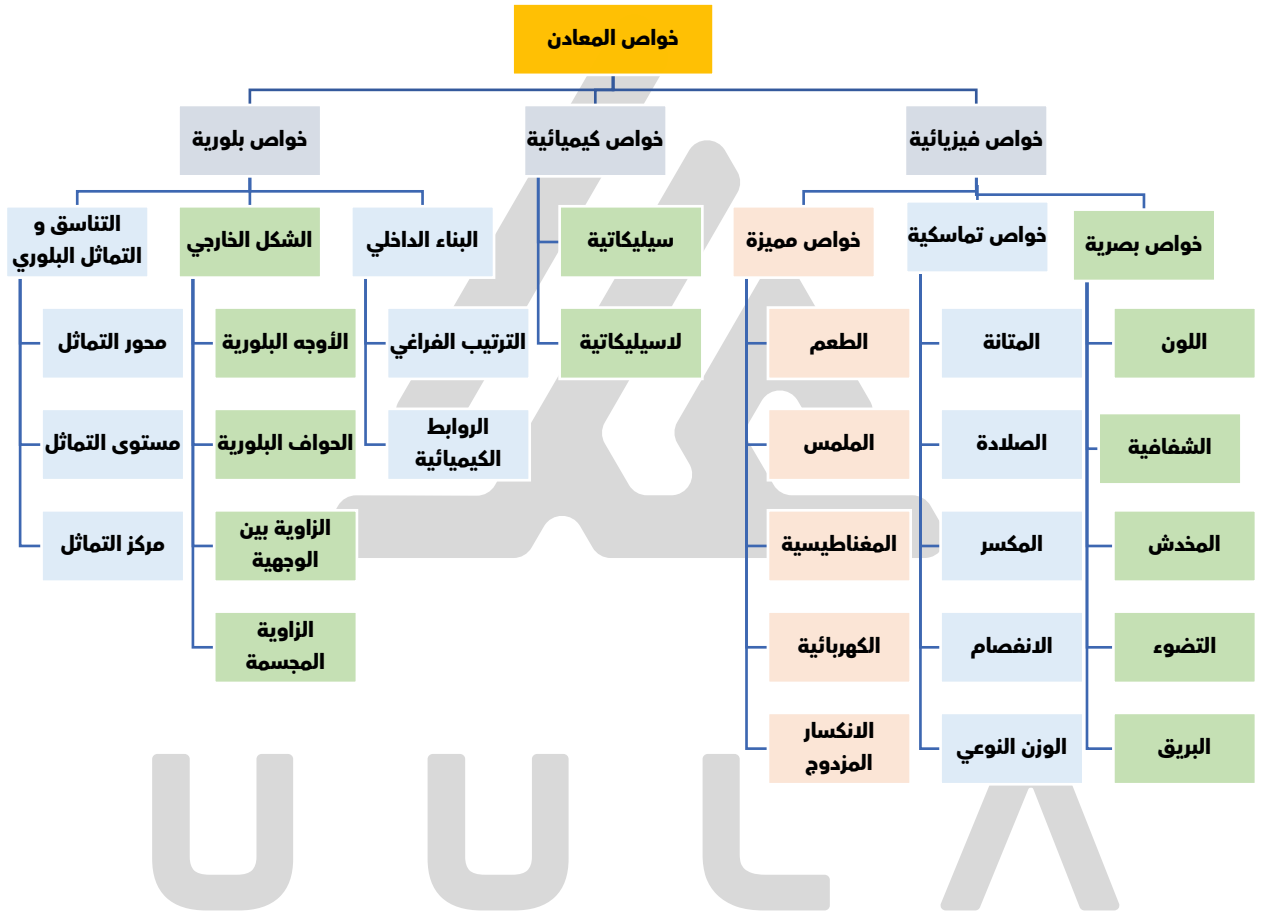 خواص المعادن
خواص فيزيائية
خواص كيميائية
خواص بلورية
خواص بصرية
اللون
الشفافية
المخدش
التضوء
البريق
خواص تماسكية
المتانة
الصلادة
المكسر
الانفصام
الوزن النوعي
خواص مميزة
الطعم
الملمس
المغناطيسية
الكهربائية
الانكسار
المزدوج
سيليكاتية
لاسيليكاتية
البناء الداخلي
الترتيب الفراغي
الروابط
الكيميائية
الشكل الخارجي
الأوجه البلورية
الحواف البلورية
الزاوية بين
الوجهية
الزاوية
المجسمة
التناسق و
التماثل البلوري
محور التماثل
مستوى التماثل
مركز التماثل
UULA